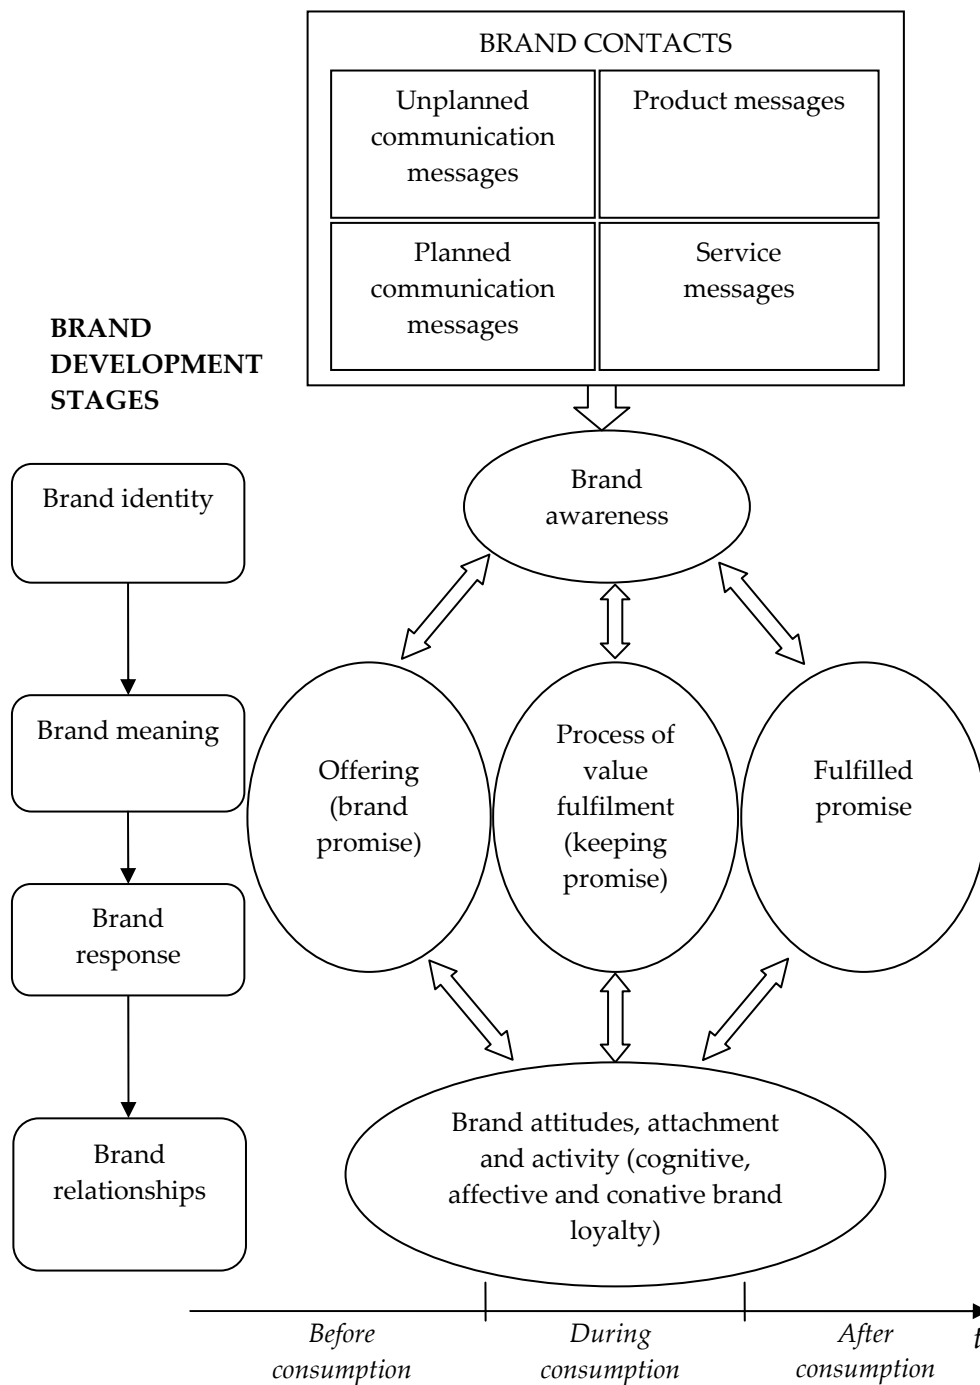 BRAND CONTACTS
Unplanned
communication
messages
Product messages
Planned
communication
messages
Service
messages
BRAND
DEVELOPMENT
STAGES
Brand identity
Brand meaning
Brand
response
Brand
relationships
Brand
awareness
Offering
(brand
promise)
Process of
value
fulfilment
(keeping
promise)
Fulfilled
promise
Brand attitudes, attachment
and activity (cognitive,
affective and conative brand
loyalty)
Before
consumption
During
consumption
After
consumption
t